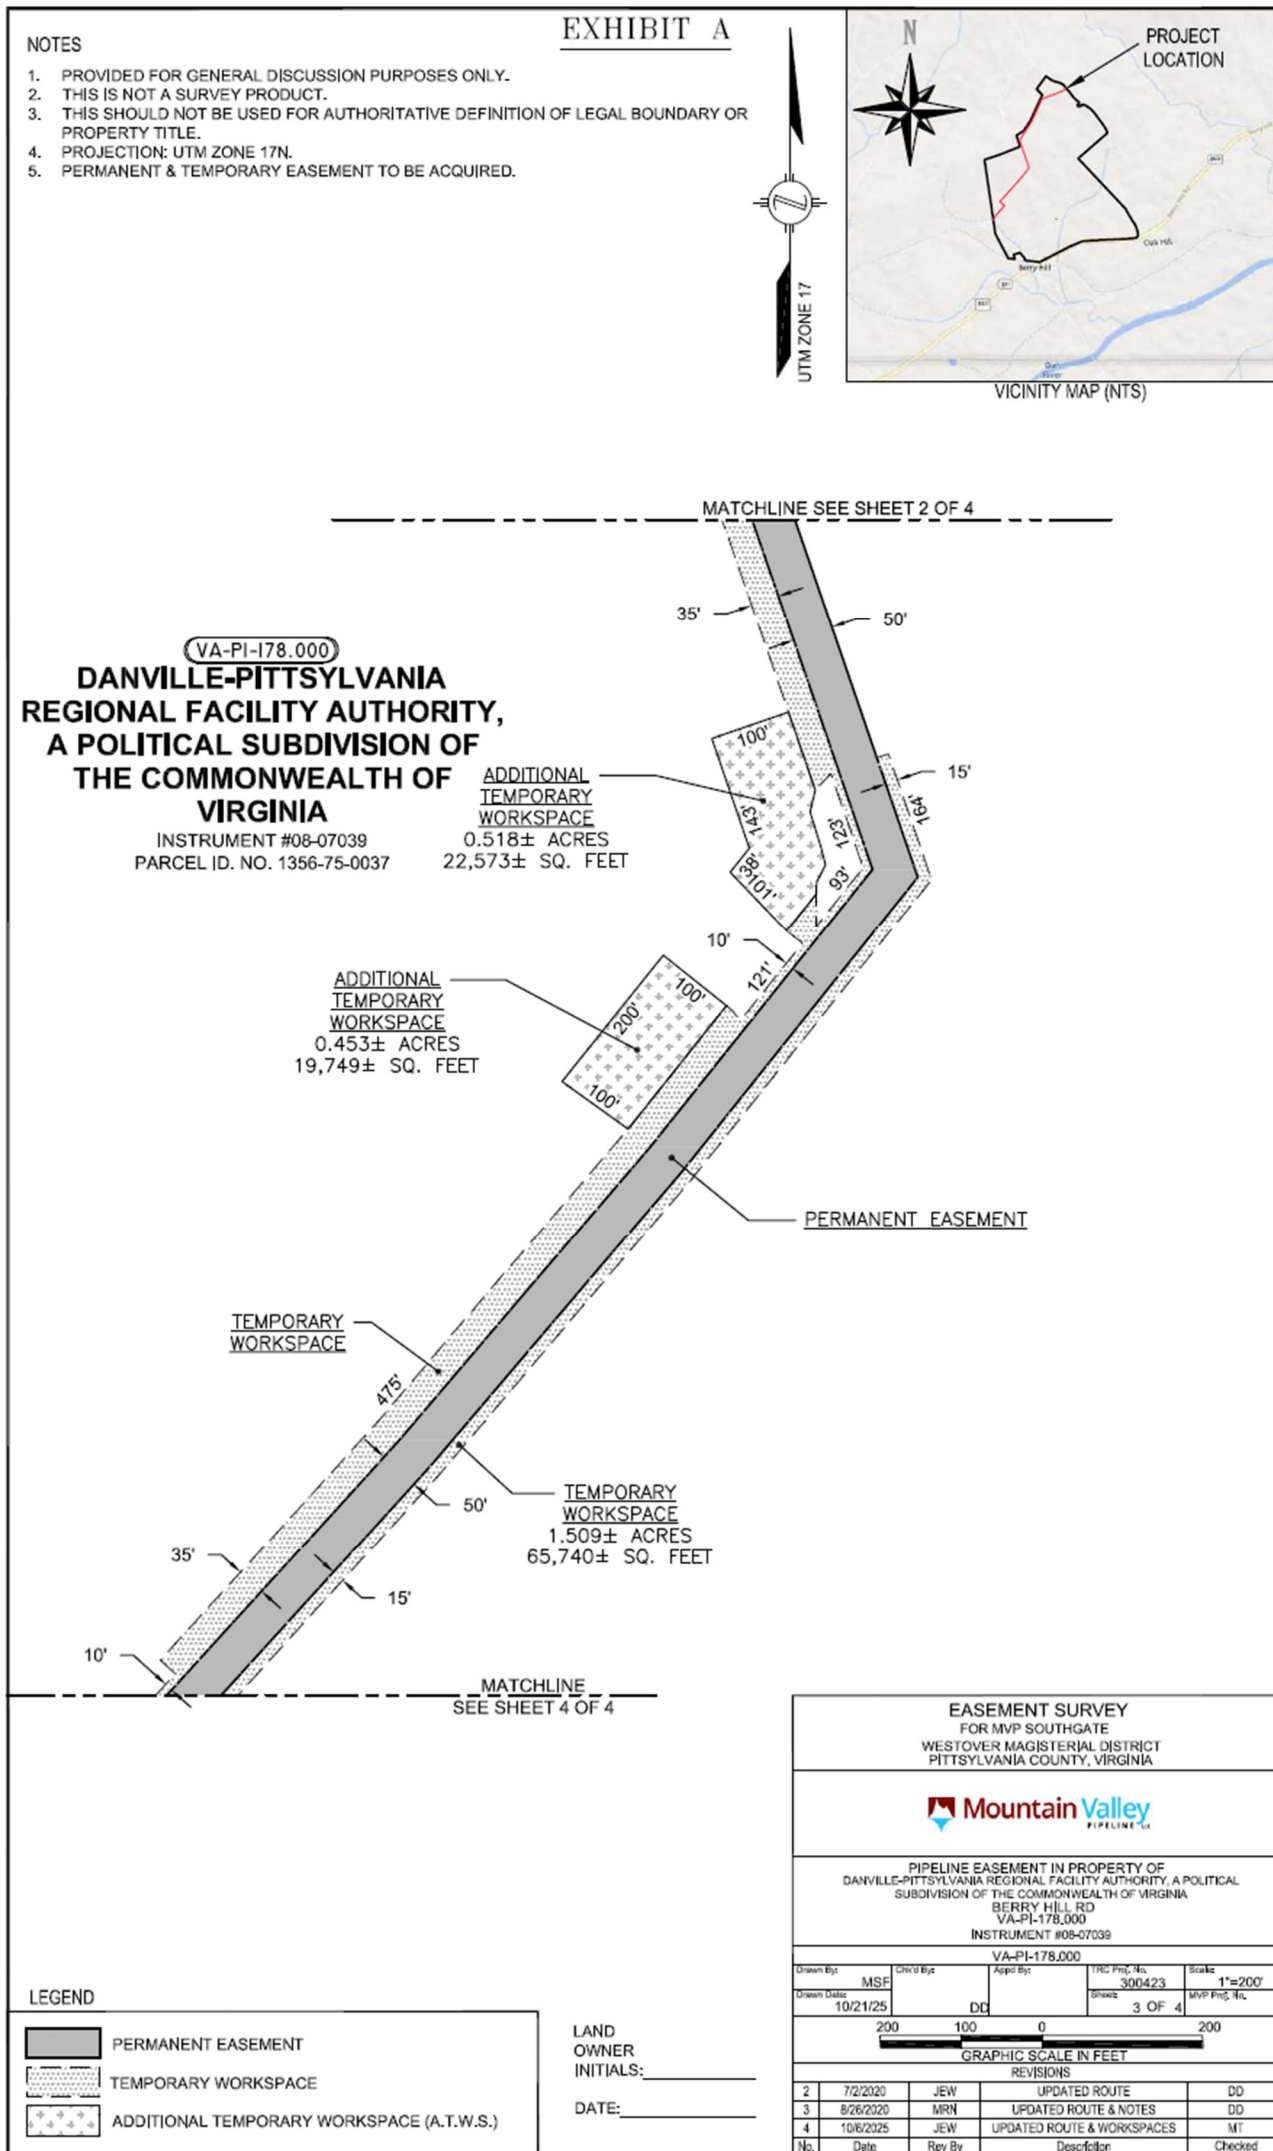 EXHIBIT A
NOTES
1. PROVIDED FOR GENERAL DISCUSSION PURPOSES ONLY.
2. THIS IS NOT A SURVEY PRODUCT.
3. THIS SHOULD NOT BE USED FOR AUTHORITATIVE DEFINITION OF LEGAL BOUNDARY OR
PROPERTY TITLE.
4. PROJECTION: UTM ZONE 17N.
5. PERMANENT & TEMPORARY EASEMENT TO BE ACQUIRED.
UTM ZONE 17
N
PROJECT
LOCATION
Oak Hill
Berry Hill
River
VICINITY MAP (NTS)
MATCHLINE SEE SHEET 2 OF 4
35'
50'
VA-PI-178.000
DANVILLE-PITTSYLVANIA
REGIONAL FACILITY AUTHORITY,
A POLITICAL SUBDIVISION OF
THE COMMONWEALTH OF
VIRGINIA
INSTRUMENT #08-07039
PARCEL ID. NO. 1356-75-0037
ADDITIONAL
TEMPORARY
WORKSPACE
0.518± ACRES
22,573± SQ. FEET
100'
143'
38'
101'
123'
93'
15'
164'
10'
121'
ADDITIONAL
TEMPORARY
WORKSPACE
0.453± ACRES
19,749± SQ. FEET
100'
200'
100'
PERMANENT EASEMENT
TEMPORARY
WORKSPACE
475'
TEMPORARY
WORKSPACE
1.509± ACRES
65,740± SQ. FEET
50'
35'
15'
10'
MATCHLINE
SEE SHEET 4 OF 4
EASEMENT SURVEY
FOR MVP SOUTHGATE
WESTOVER MAGISTERIAL DISTRICT
PITTSYLVANIA COUNTY, VIRGINIA
Mountain Valley
PIPELINE LLC
PIPELINE EASEMENT IN PROPERTY OF
DANVILLE-PITTSYLVANIA REGIONAL FACILITY AUTHORITY, A POLITICAL
SUBDIVISION OF THE COMMONWEALTH OF VIRGINIA
BERRY HILL RD
VA-PI-178.000
INSTRUMENT #08-07039
VA-PI-178.000
Drawn By: MSF Chk'd By: DD Appd By: TRC Proj. No. 300423 Scale: 1"=200'
Drawn Date: 10/21/25 Sheet: 3 OF 4 MVP Proj. No.
200 100 0 200
GRAPHIC SCALE IN FEET
REVISIONS
2 7/2/2020 JEW UPDATED ROUTE DD
3 8/26/2020 MRN UPDATED ROUTE & NOTES DD
4 10/6/2025 JEW UPDATED ROUTE & WORKSPACES MT
No. Date Rev By Description Checked
LEGEND
PERMANENT EASEMENT
TEMPORARY WORKSPACE
ADDITIONAL TEMPORARY WORKSPACE (A.T.W.S.)
LAND
OWNER
INITIALS:
DATE: